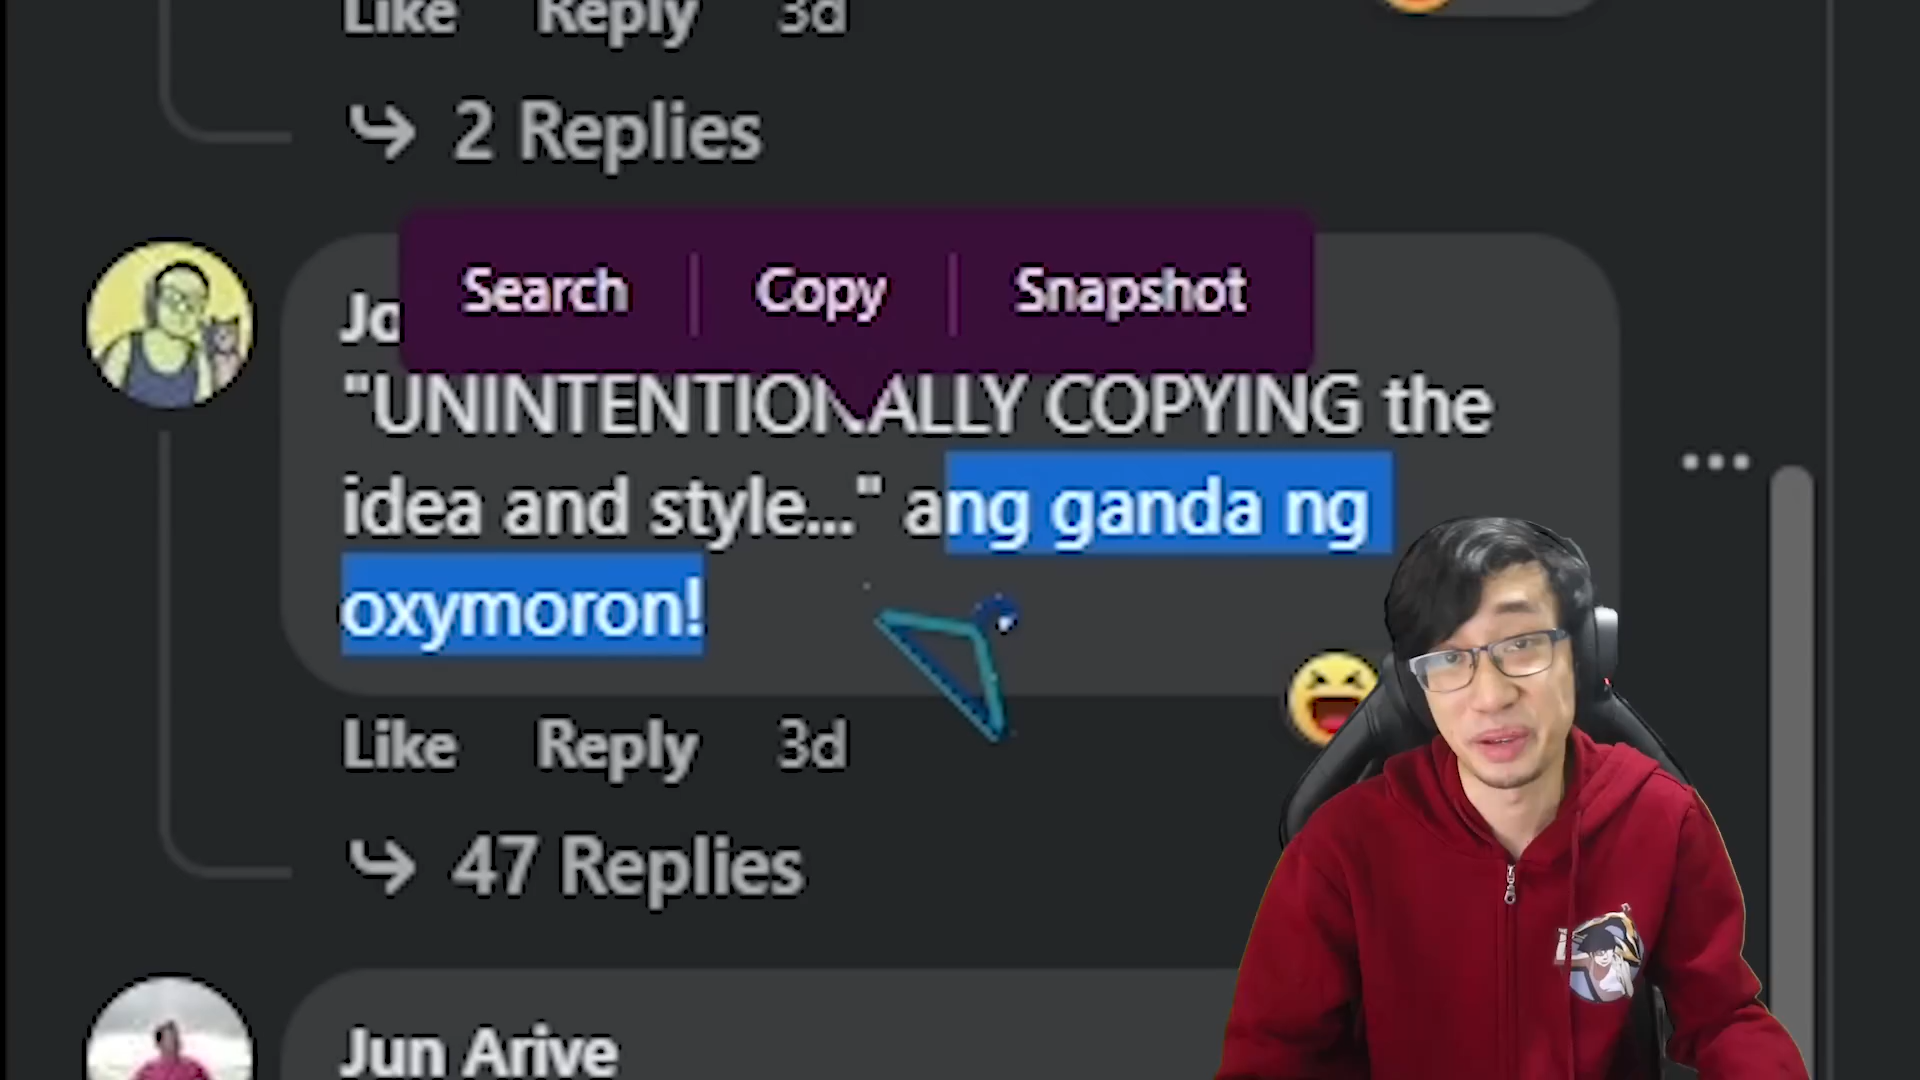 Like Reply 3d
2 Replies
Search Copy Snapshot
Jo
"UNINTENTIONALLY COPYING the
idea and style..." ang ganda ng
oxymoron!
Like Reply 3d
47 Replies
Jun Arive